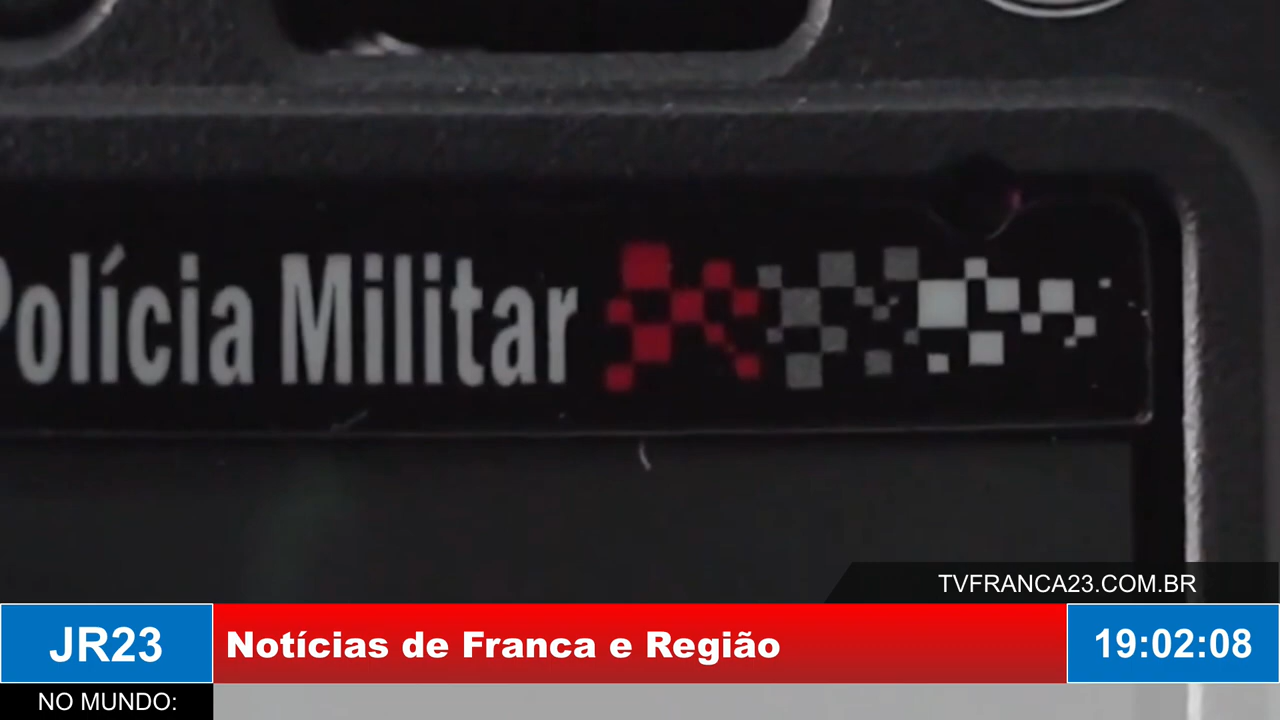 Polícia Militar
TVFRANCA23.COM.BR
JR23
Notícias de Franca e Região
19:02:08
NO MUNDO: